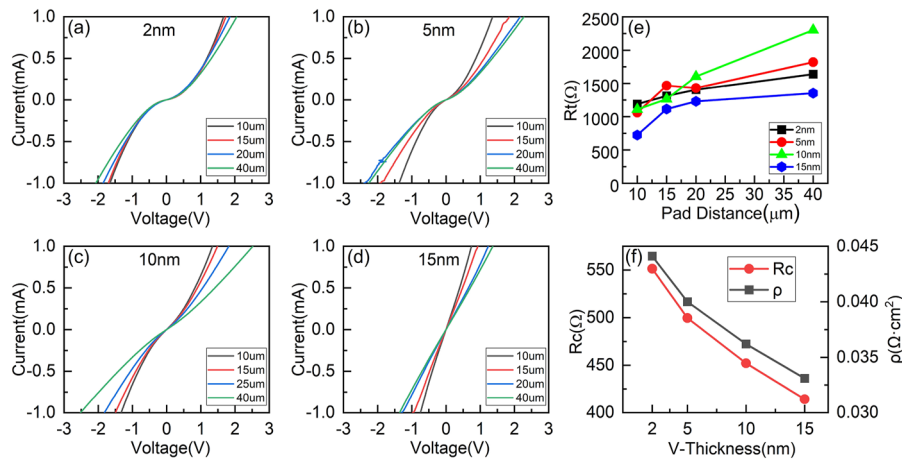 (a)
2nm
Current(mA)
1.0
0.5
0.0
-0.5
-1.0
-3 -2 -1 0 1 2 3
Voltage(V)
10um
15um
20um
40um
(b)
5nm
Current(mA)
1.0
0.5
0.0
-0.5
-1.0
-3 -2 -1 0 1 2 3
Voltage(V)
10um
15um
20um
40um
(e)
Rt(Ω)
2500
2250
2000
1750
1500
1250
1000
750
500
250
0
10 15 20 25 30 35 40
Pad Distance(μm)
2nm
5nm
10nm
15nm
(c)
10nm
Current(mA)
1.0
0.5
0.0
-0.5
-1.0
-3 -2 -1 0 1 2 3
Voltage(V)
10um
15um
25um
40um
(d)
15nm
Current(mA)
1.0
0.5
0.0
-0.5
-1.0
-3 -2 -1 0 1 2 3
Voltage(V)
10um
15um
20um
40um
(f)
Rc
ρ
Rc(Ω)
550
500
450
400
2 5 10 15
V-Thickness(nm)
0.045
0.040
0.035
0.030
ρ(Ω·cm²)